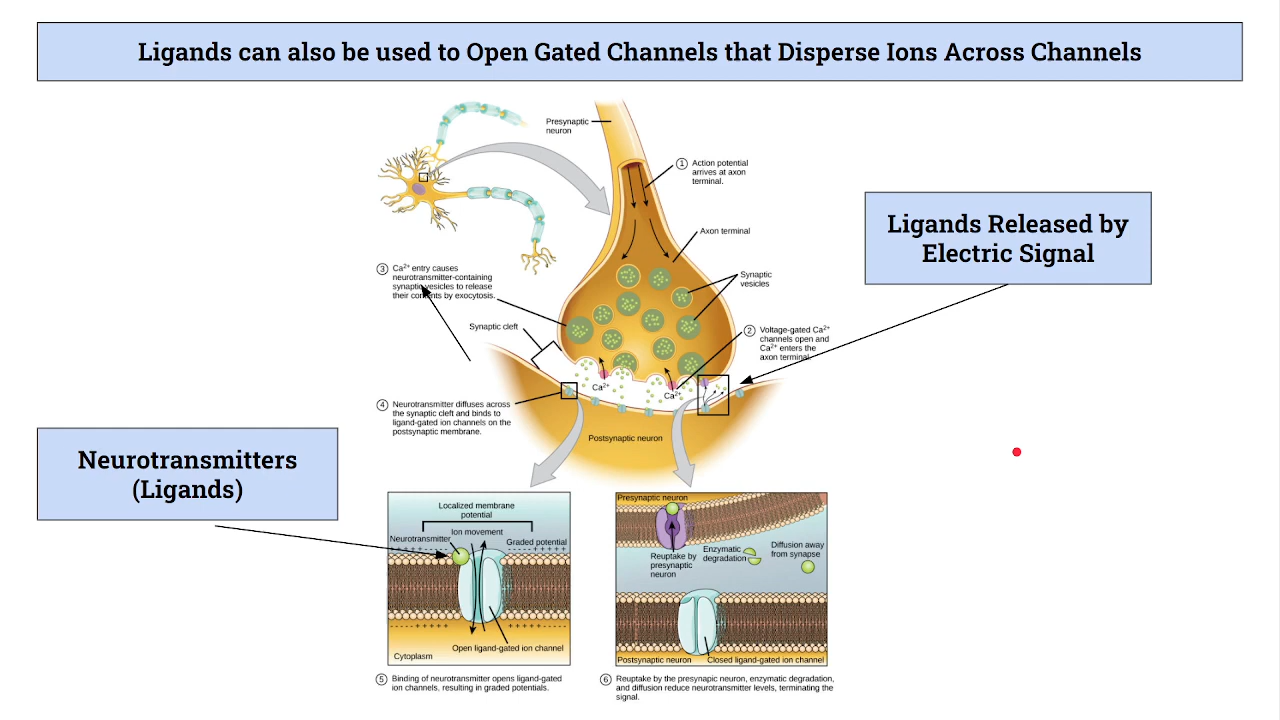 Ligands can also be used to Open Gated Channels that Disperse Ions Across Channels
Presynaptic
neuron
1 Action potential
arrives at axon
terminal.
Axon terminal
Ligands Released by
Electric Signal
3 Ca2+ entry causes
neurotransmitter-containing
synaptic vesicles to release
their contents by exocytosis.
Synaptic
vesicles
Synaptic cleft
2 Voltage-gated Ca2+
channels open and
Ca2+ enters the
axon terminal.
Ca2+
Ca2+
4 Neurotransmitter diffuses across
the synaptic cleft and binds to
ligand-gated ion channels on the
postsynaptic membrane.
Postsynaptic neuron
Neurotransmitters
(Ligands)
Localized membrane
potential
Ion movement
Neurotransmitter
Graded potential
- - - - - + + + + +
+ + + + +
- - - - - + + + + +
+ + + + + - - - - -
Open ligand-gated ion channel
Cytoplasm
5 Binding of neurotransmitter opens ligand-gated
ion channels, resulting in graded potentials.
Presynaptic neuron
Reuptake by
presynaptic
neuron
Enzymatic
degradation
Diffusion away
from synapse
Postsynaptic neuron
Closed ligand-gated ion channel
6 Reuptake by the presynapic neuron, enzymatic degradation,
and diffusion reduce neurotransmitter levels, terminating the
signal.